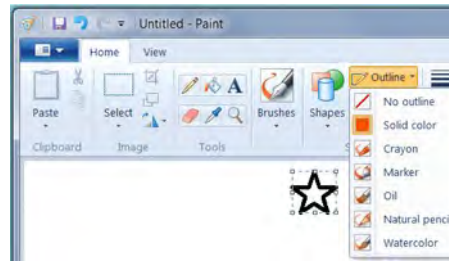 Untitled - Paint
Home View
Outline
Paste Select Brushes Shapes
No outline
Solid color
Crayon
Marker
Oil
Natural penci
Watercolor
Clipboard Image Tools S
A